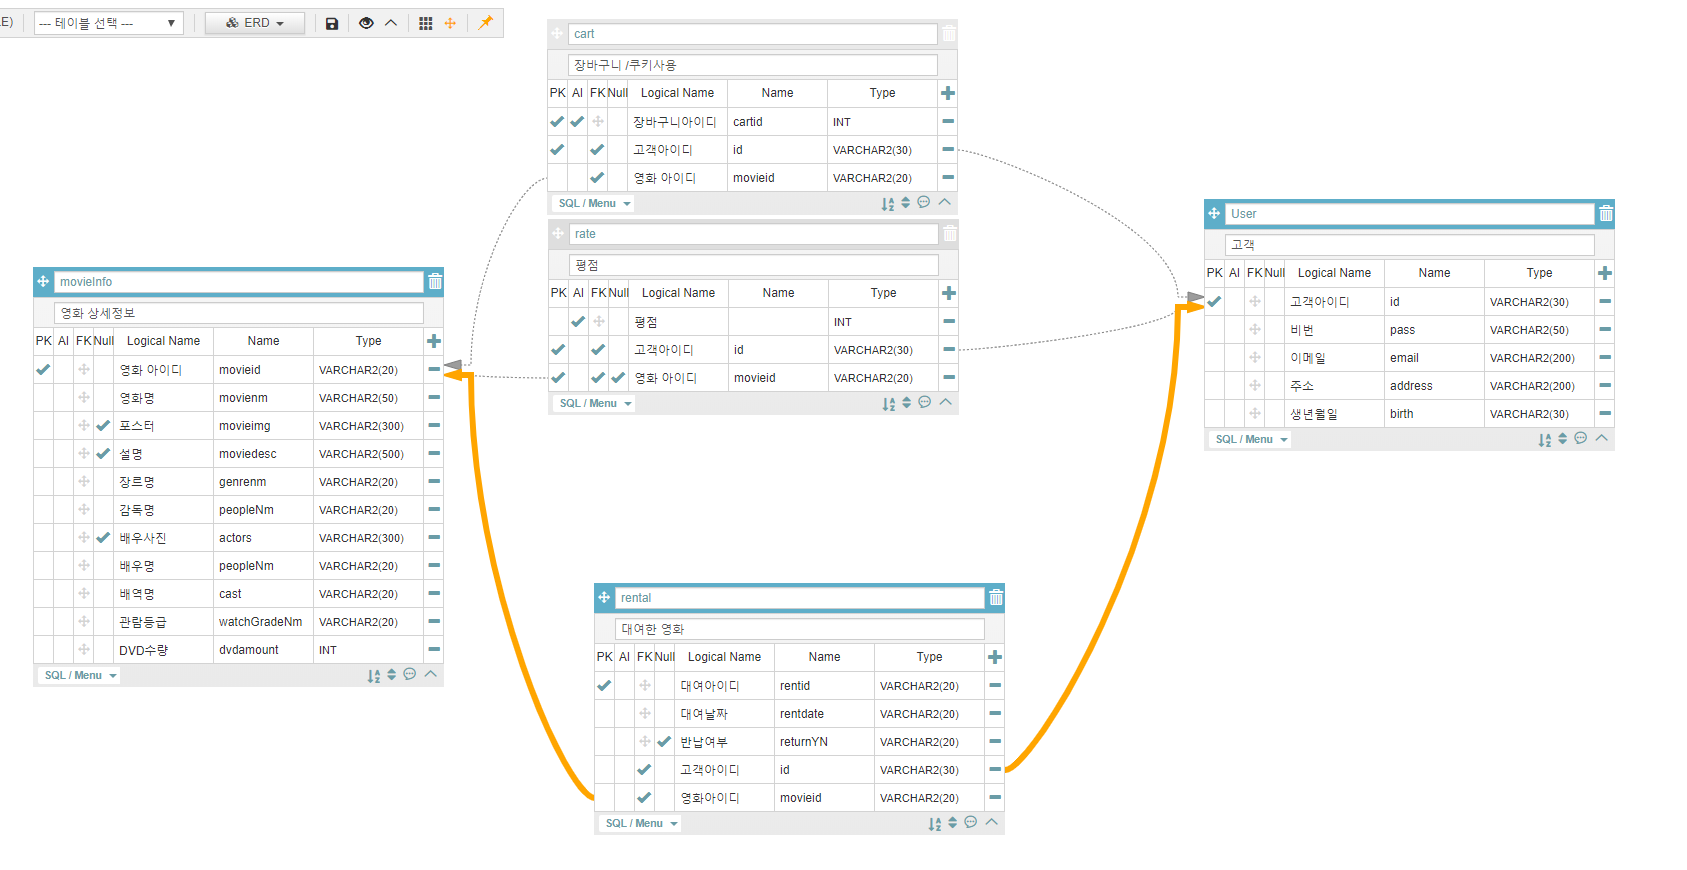 E) --- 테이블 선택 --- ERD
cart
장바구니 /쿠키사용
PK AI FK Null Logical Name Name Type
장바구니아이디 cartid INT
고객아이디 id VARCHAR2(30)
영화 아이디 movieid VARCHAR2(20)
SQL / Menu
rate
평점
PK AI FK Null Logical Name Name Type
평점 INT
고객아이디 id VARCHAR2(30)
영화 아이디 movieid VARCHAR2(20)
SQL / Menu
User
고객
PK AI FK Null Logical Name Name Type
고객아이디 id VARCHAR2(30)
비번 pass VARCHAR2(50)
이메일 email VARCHAR2(200)
주소 address VARCHAR2(200)
생년월일 birth VARCHAR2(30)
SQL / Menu
movieInfo
영화 상세정보
PK AI FK Null Logical Name Name Type
영화 아이디 movieid VARCHAR2(20)
영화명 movienm VARCHAR2(50)
포스터 movieimg VARCHAR2(300)
설명 moviedesc VARCHAR2(500)
장르명 genrenm VARCHAR2(20)
감독명 peopleNm VARCHAR2(20)
배우사진 actors VARCHAR2(300)
배우명 peopleNm VARCHAR2(20)
배역명 cast VARCHAR2(20)
관람등급 watchGradeNm VARCHAR2(20)
DVD수량 dvdamount INT
SQL / Menu
rental
대여한 영화
PK AI FK Null Logical Name Name Type
대여아이디 rentid VARCHAR2(20)
대여날짜 rentdate VARCHAR2(20)
반납여부 returnYN VARCHAR2(20)
고객아이디 id VARCHAR2(30)
영화아이디 movieid VARCHAR2(20)
SQL / Menu